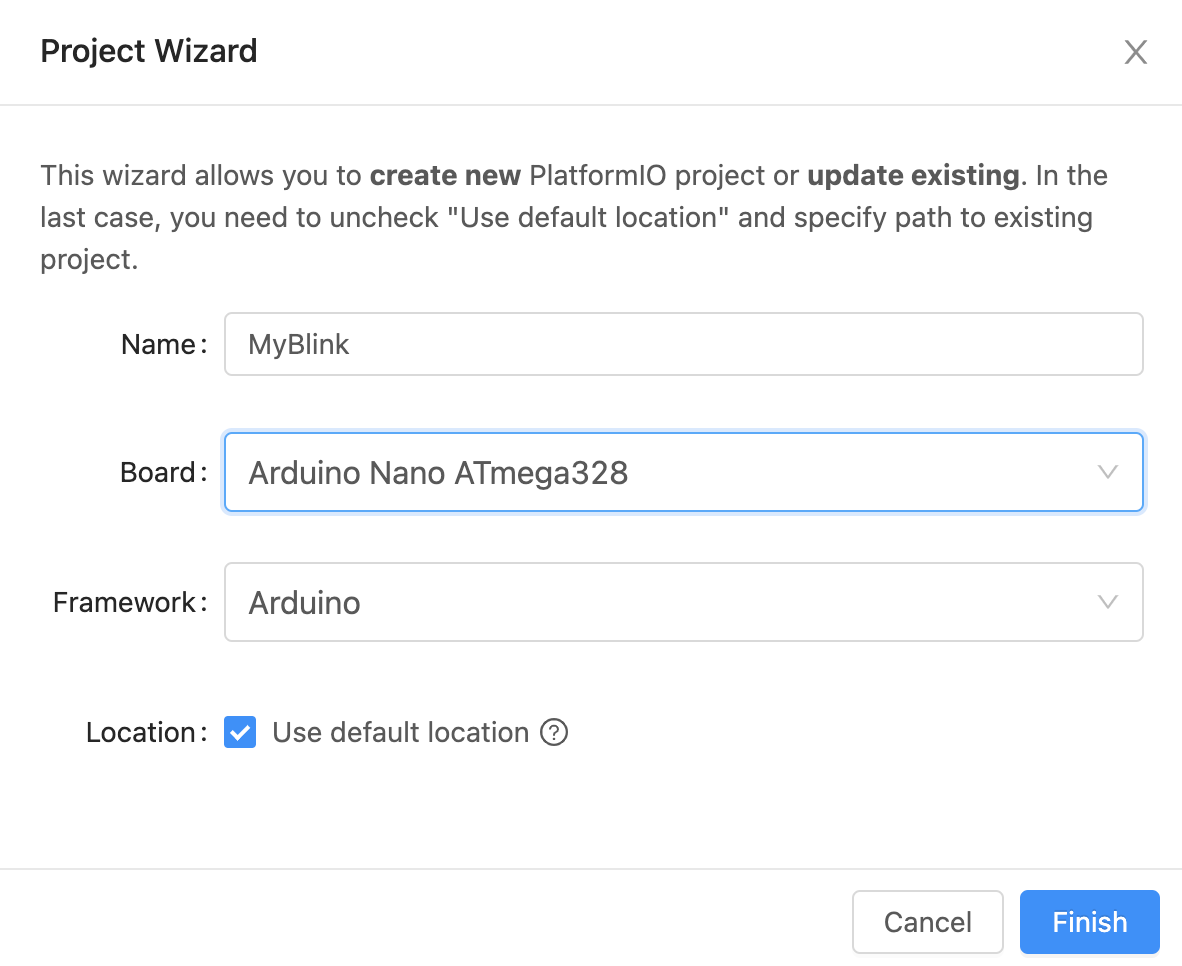 Project Wizard
This wizard allows you to create new PlatformIO project or update existing. In the
last case, you need to uncheck "Use default location" and specify path to existing
project.
Name: MyBlink
Board: Arduino Nano ATmega328
Framework: Arduino
Location: Use default location ?
Cancel Finish